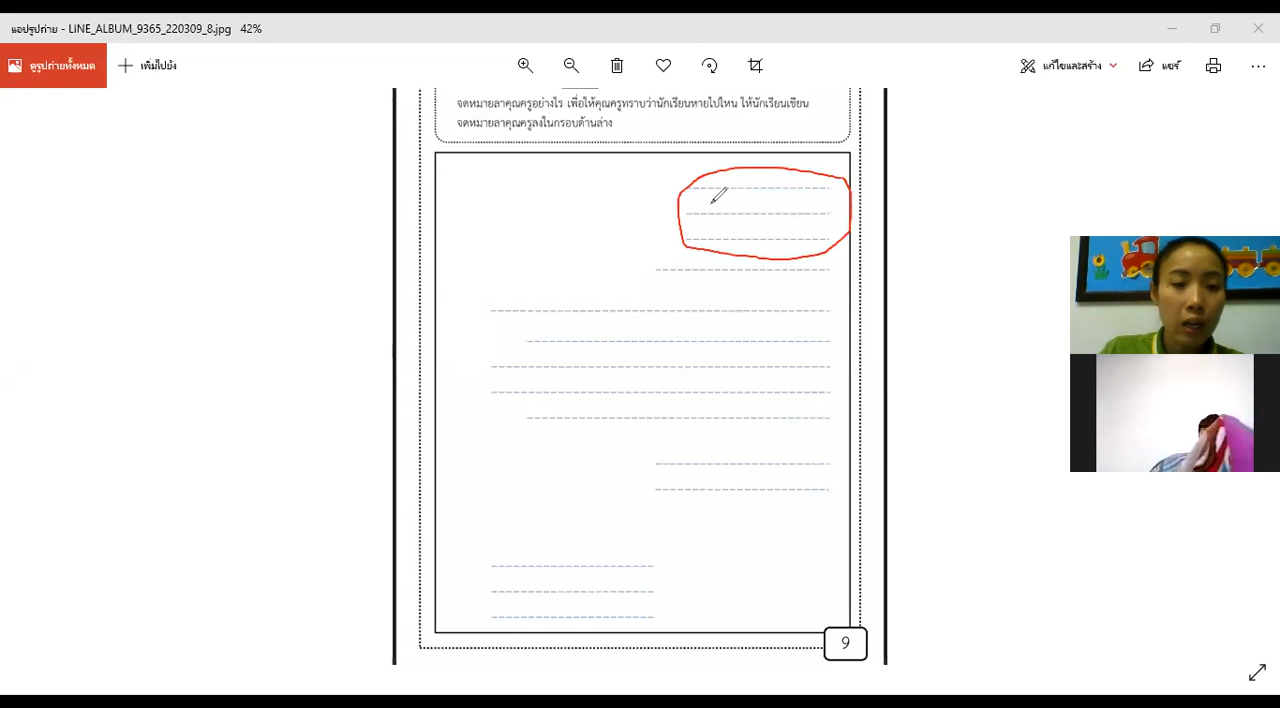 แอปรูปถ่าย - LINE_ALBUM_9365_220309_8.jpg 42%
ดูรูปถ่ายทั้งหมด
เพิ่มไปยัง
แก้ไขและสร้าง
แชร์
จดหมายลาคุณครูอย่างไร เพื่อให้คุณครูทราบว่านักเรียนหายไปไหน ให้นักเรียนเขียน
จดหมายลาคุณครูลงในกรอบด้านล่าง
9